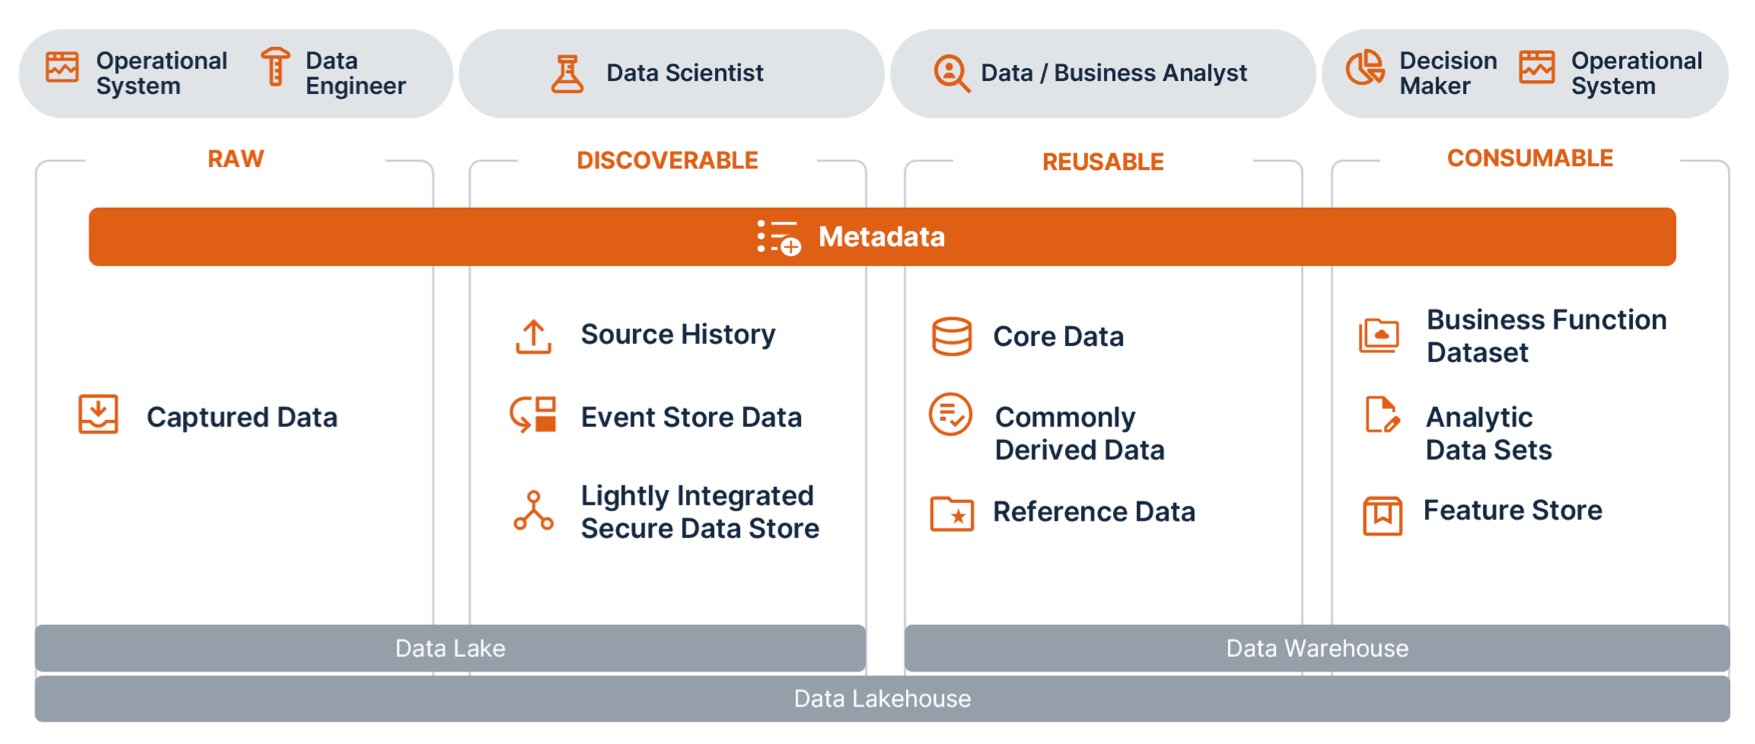 Operational
System
Data
Engineer
Data Scientist
Data / Business Analyst
Decision
Maker
Operational
System
RAW
DISCOVERABLE
REUSABLE
CONSUMABLE
Metadata
Captured Data
Source History
Event Store Data
Lightly Integrated
Secure Data Store
Core Data
Commonly
Derived Data
Reference Data
Business Function
Dataset
Analytic
Data Sets
Feature Store
Data Lake
Data Warehouse
Data Lakehouse